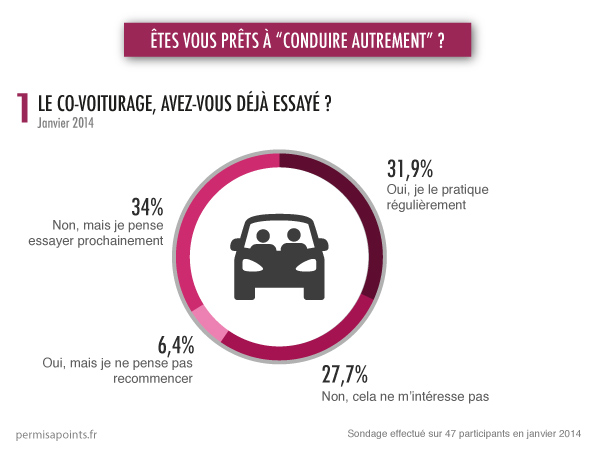 ÊTES VOUS PRÊTS À “CONDUIRE AUTREMENT” ?
1 LE CO-VOITURAGE, AVEZ-VOUS DÉJÀ ESSAYÉ ?
Janvier 2014
31,9%
Oui, je le pratique
régulièrement
34%
Non, mais je pense
essayer prochainement
6,4%
Oui, mais je ne pense pas
recommencer
27,7%
Non, cela ne m’intéresse pas
permisapoints.fr
Sondage effectué sur 47 participants en janvier 2014